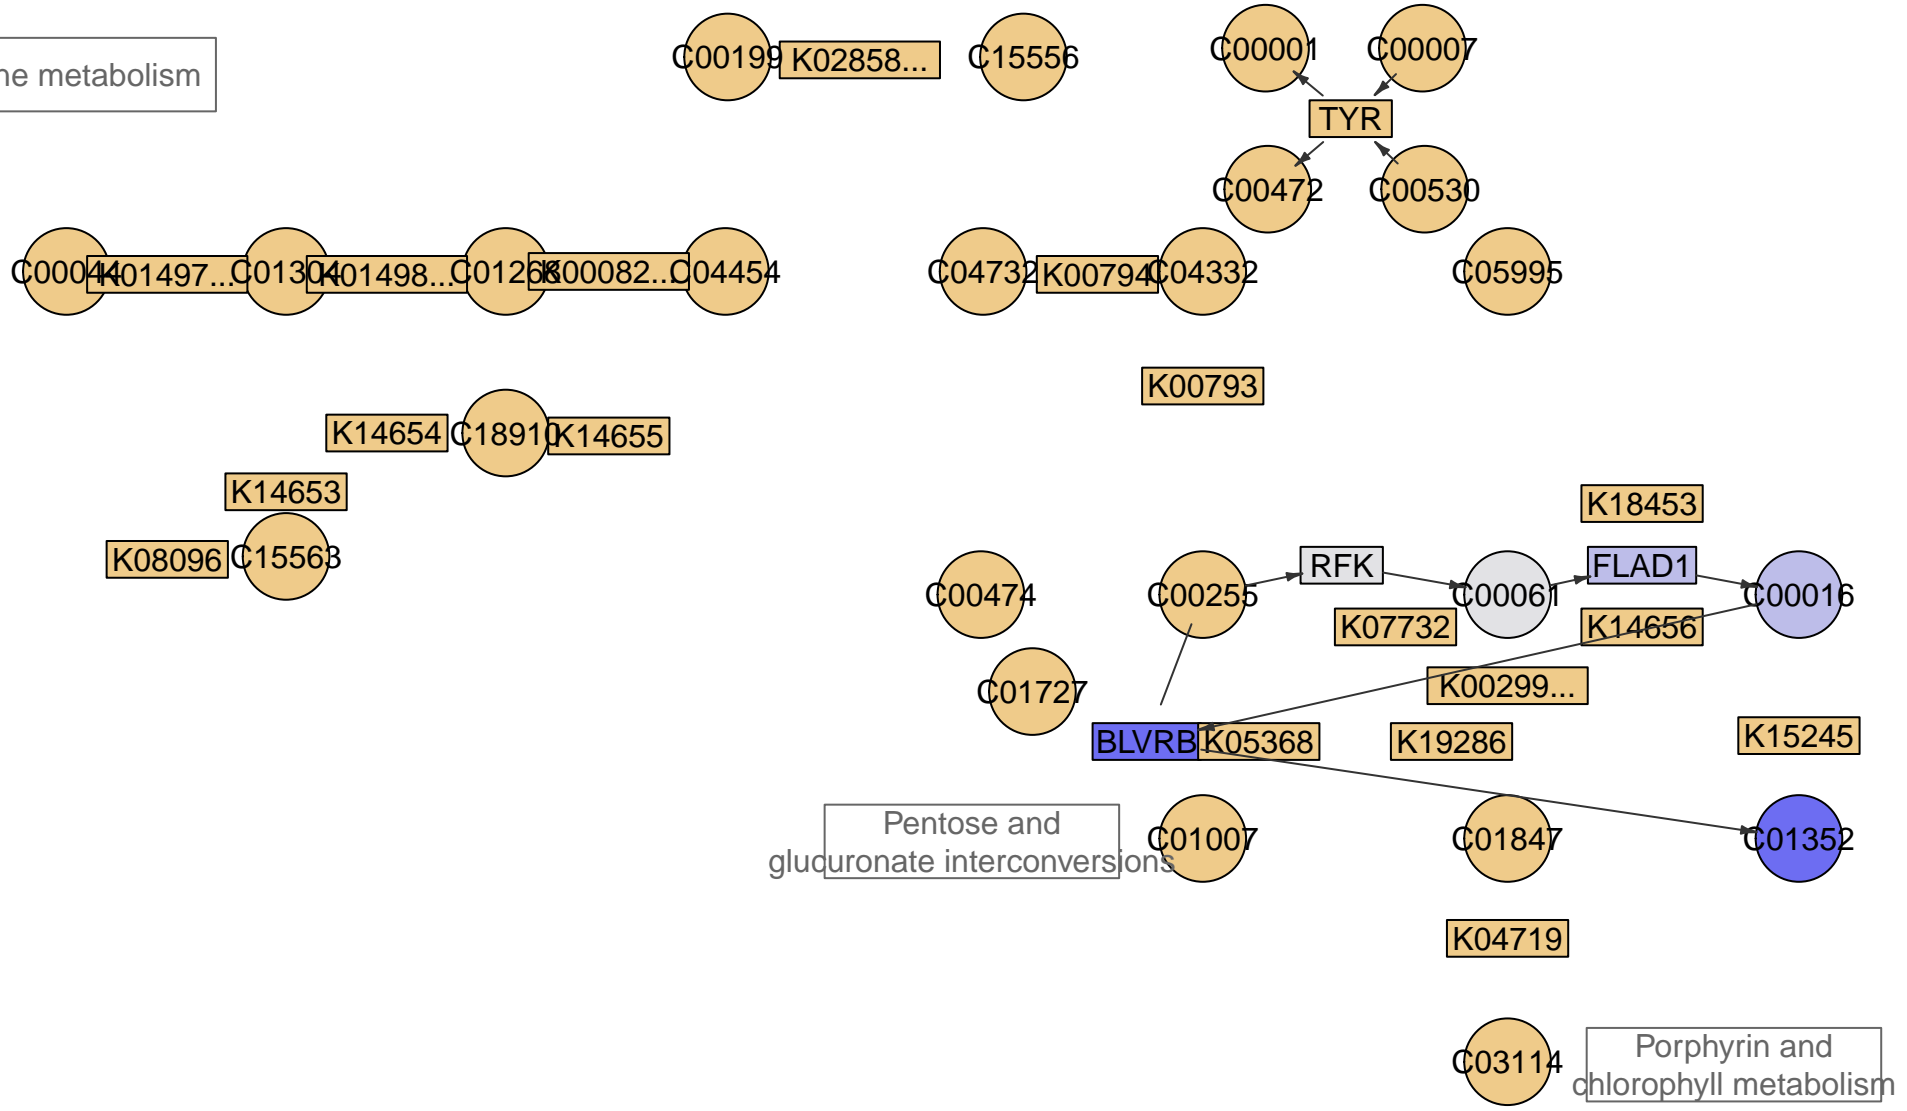 C00199
K02858...
C15556
C00001
C00007
ne metabolism
TYR
C00472
C00530
C00044
K01497...
C01304
K01498...
C01268
K00082...
C04454
C04732
K00794
C04332
C05995
K00793
K14654
C18910
K14655
K14653
K08096
C15563
K18453
C00474
C00255
RFK
C00061
FLAD1
C00016
K07732
K14656
C01727
K00299...
BLVRB
K05368
K19286
K15245
Pentose and
glucuronate interconversions
C01007
C01847
C01352
K04719
C03114
Porphyrin and
chlorophyll metabolism